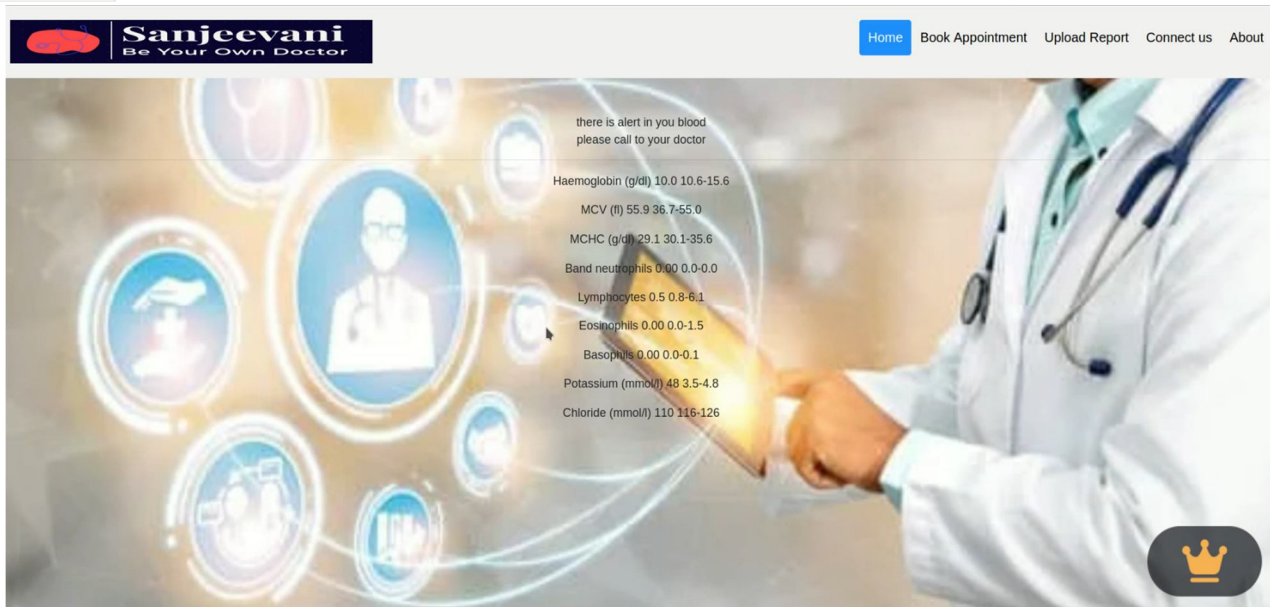 Sanjeevani
Be Your Own Doctor
Home Book Appointment Upload Report Connect us About
there is alert in you blood
please call to your doctor
Haemoglobin (g/dl) 10.0 10.6-15.6
MCV (fl) 55.9 36.7-55.0
MCHC (g/dl) 29.1 30.1-35.6
Band neutrophils 0.00 0.0-0.0
Lymphocytes 0.5 0.8-6.1
Eosinophils 0.00 0.0-1.5
Basophils 0.00 0.0-0.1
Potassium (mmol/l) 48 3.5-4.8
Chloride (mmol/l) 110 116-126